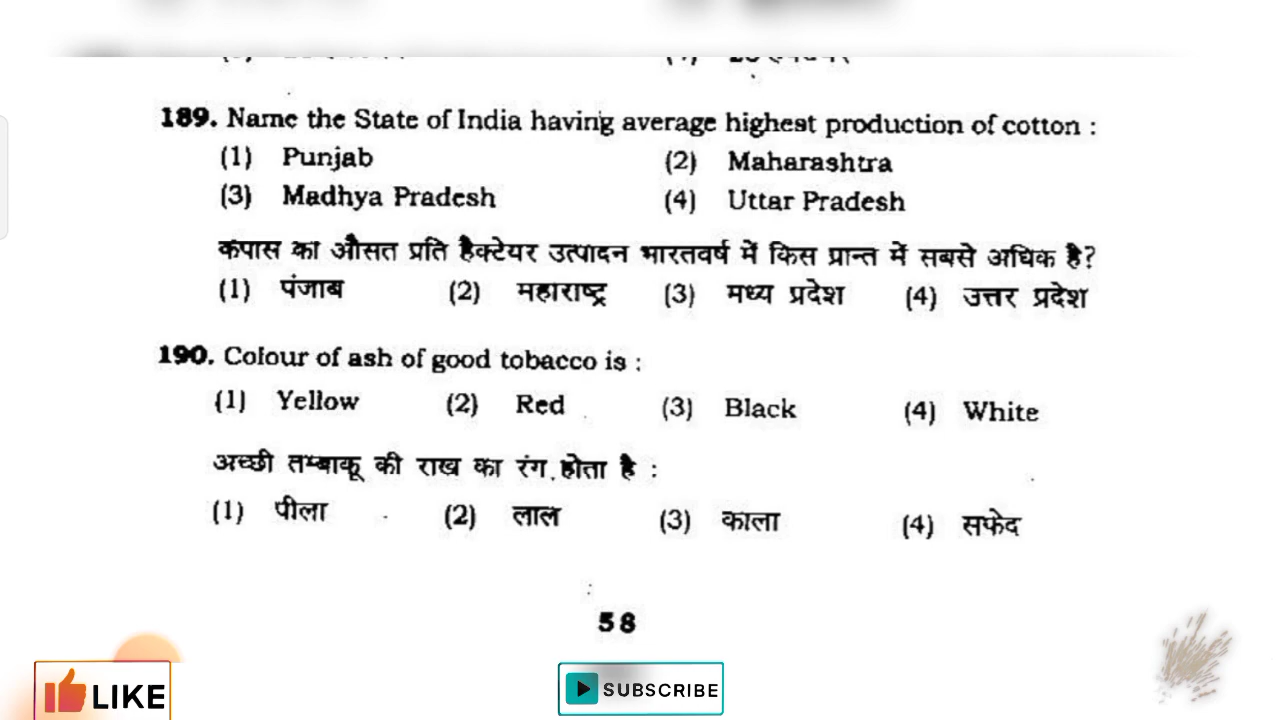 189. Name the State of India having average highest production of cotton :
(1) Punjab (2) Maharashtra
(3) Madhya Pradesh (4) Uttar Pradesh
कपास का औसत प्रति हैक्टेयर उत्पादन भारतवर्ष में किस प्रान्त में सबसे अधिक है?
(1) पंजाब (2) महाराष्ट्र (3) मध्य प्रदेश (4) उत्तर प्रदेश
190. Colour of ash of good tobacco is :
(1) Yellow (2) Red (3) Black (4) White
अच्छी तम्बाकू की राख का रंग होता है :
(1) पीला (2) लाल (3) काला (4) सफेद
58
LIKE
SUBSCRIBE